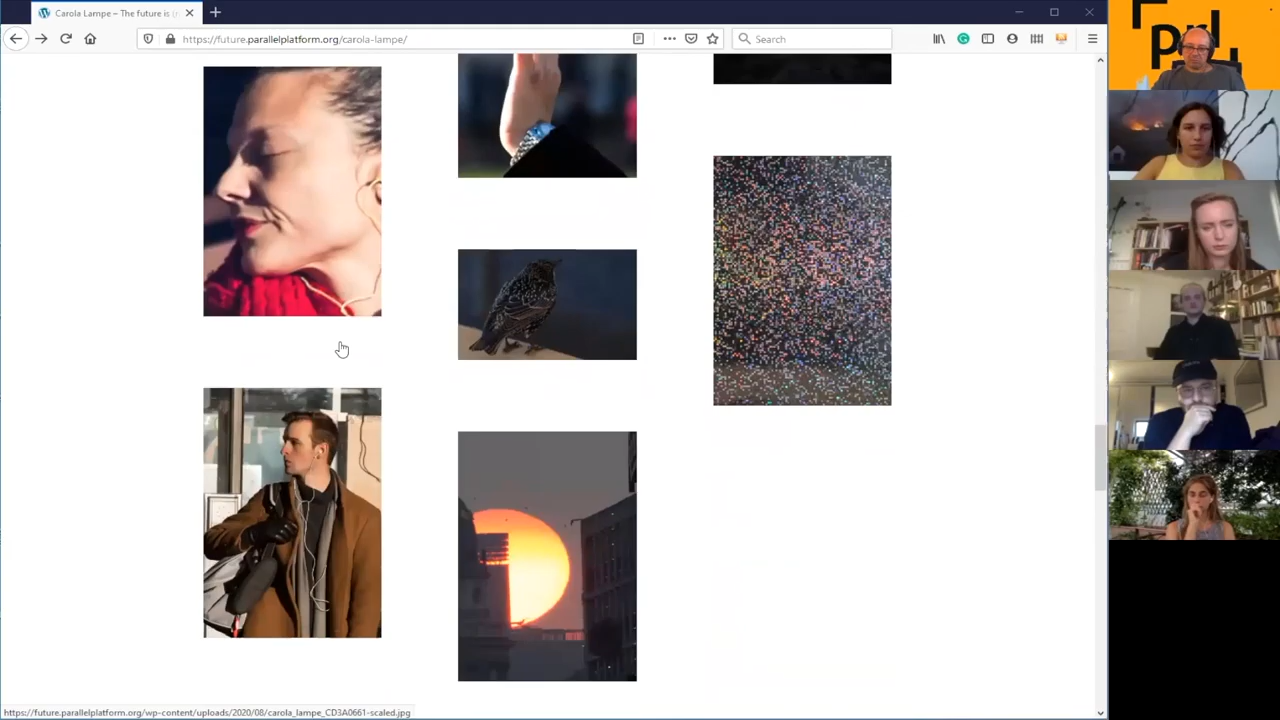 Carola Lampe – The future is
https://future.parallelplatform.org/carola-lampe/
Search
prl
https://future.parallelplatform.org/wp-content/uploads/2020/08/carola_lampe_CD3A0661-scaled.jpg